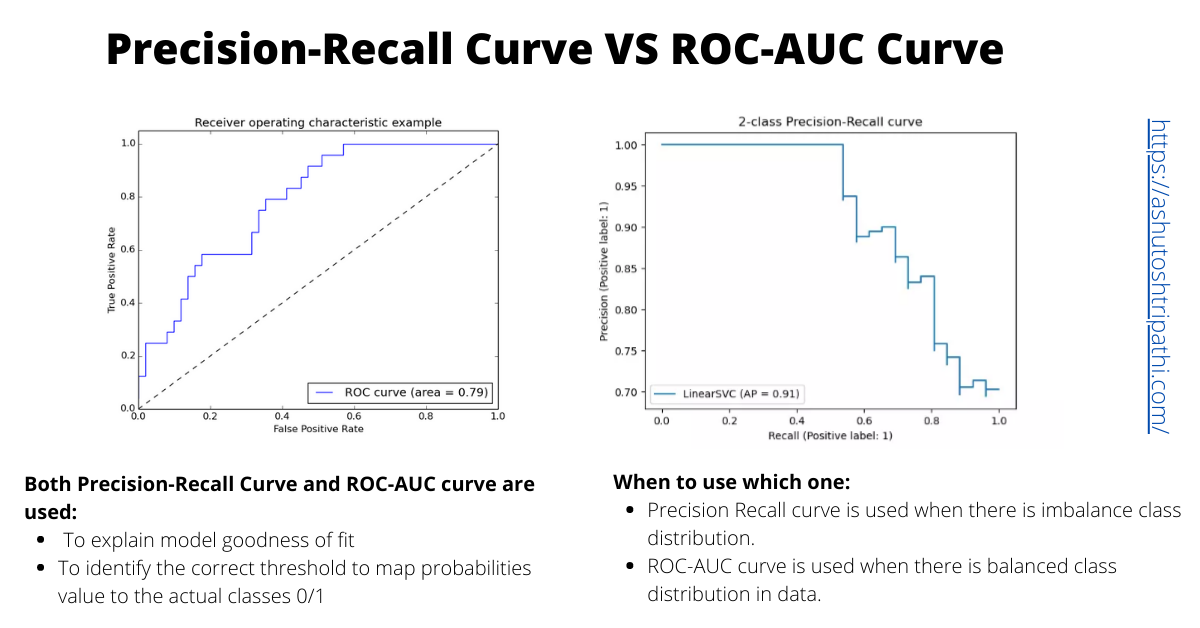 Precision-Recall Curve VS ROC-AUC Curve
Receiver operating characteristic example
1.0
0.8
0.6
0.4
0.2
0.0
True Positive Rate
0.0 0.2 0.4 0.6 0.8 1.0
False Positive Rate
ROC curve (area = 0.79)
2-class Precision-Recall curve
1.00
0.95
0.90
0.85
0.80
0.75
0.70
Precision (Positive label: 1)
LinearSVC (AP = 0.91)
0.0 0.2 0.4 0.6 0.8 1.0
Recall (Positive label: 1)
https://ashutoshtripathi.com/
Both Precision-Recall Curve and ROC-AUC curve are
used:
• To explain model goodness of fit
• To identify the correct threshold to map probabilities
value to the actual classes 0/1
When to use which one:
• Precision Recall curve is used when there is imbalance class
distribution.
• ROC-AUC curve is used when there is balanced class
distribution in data.